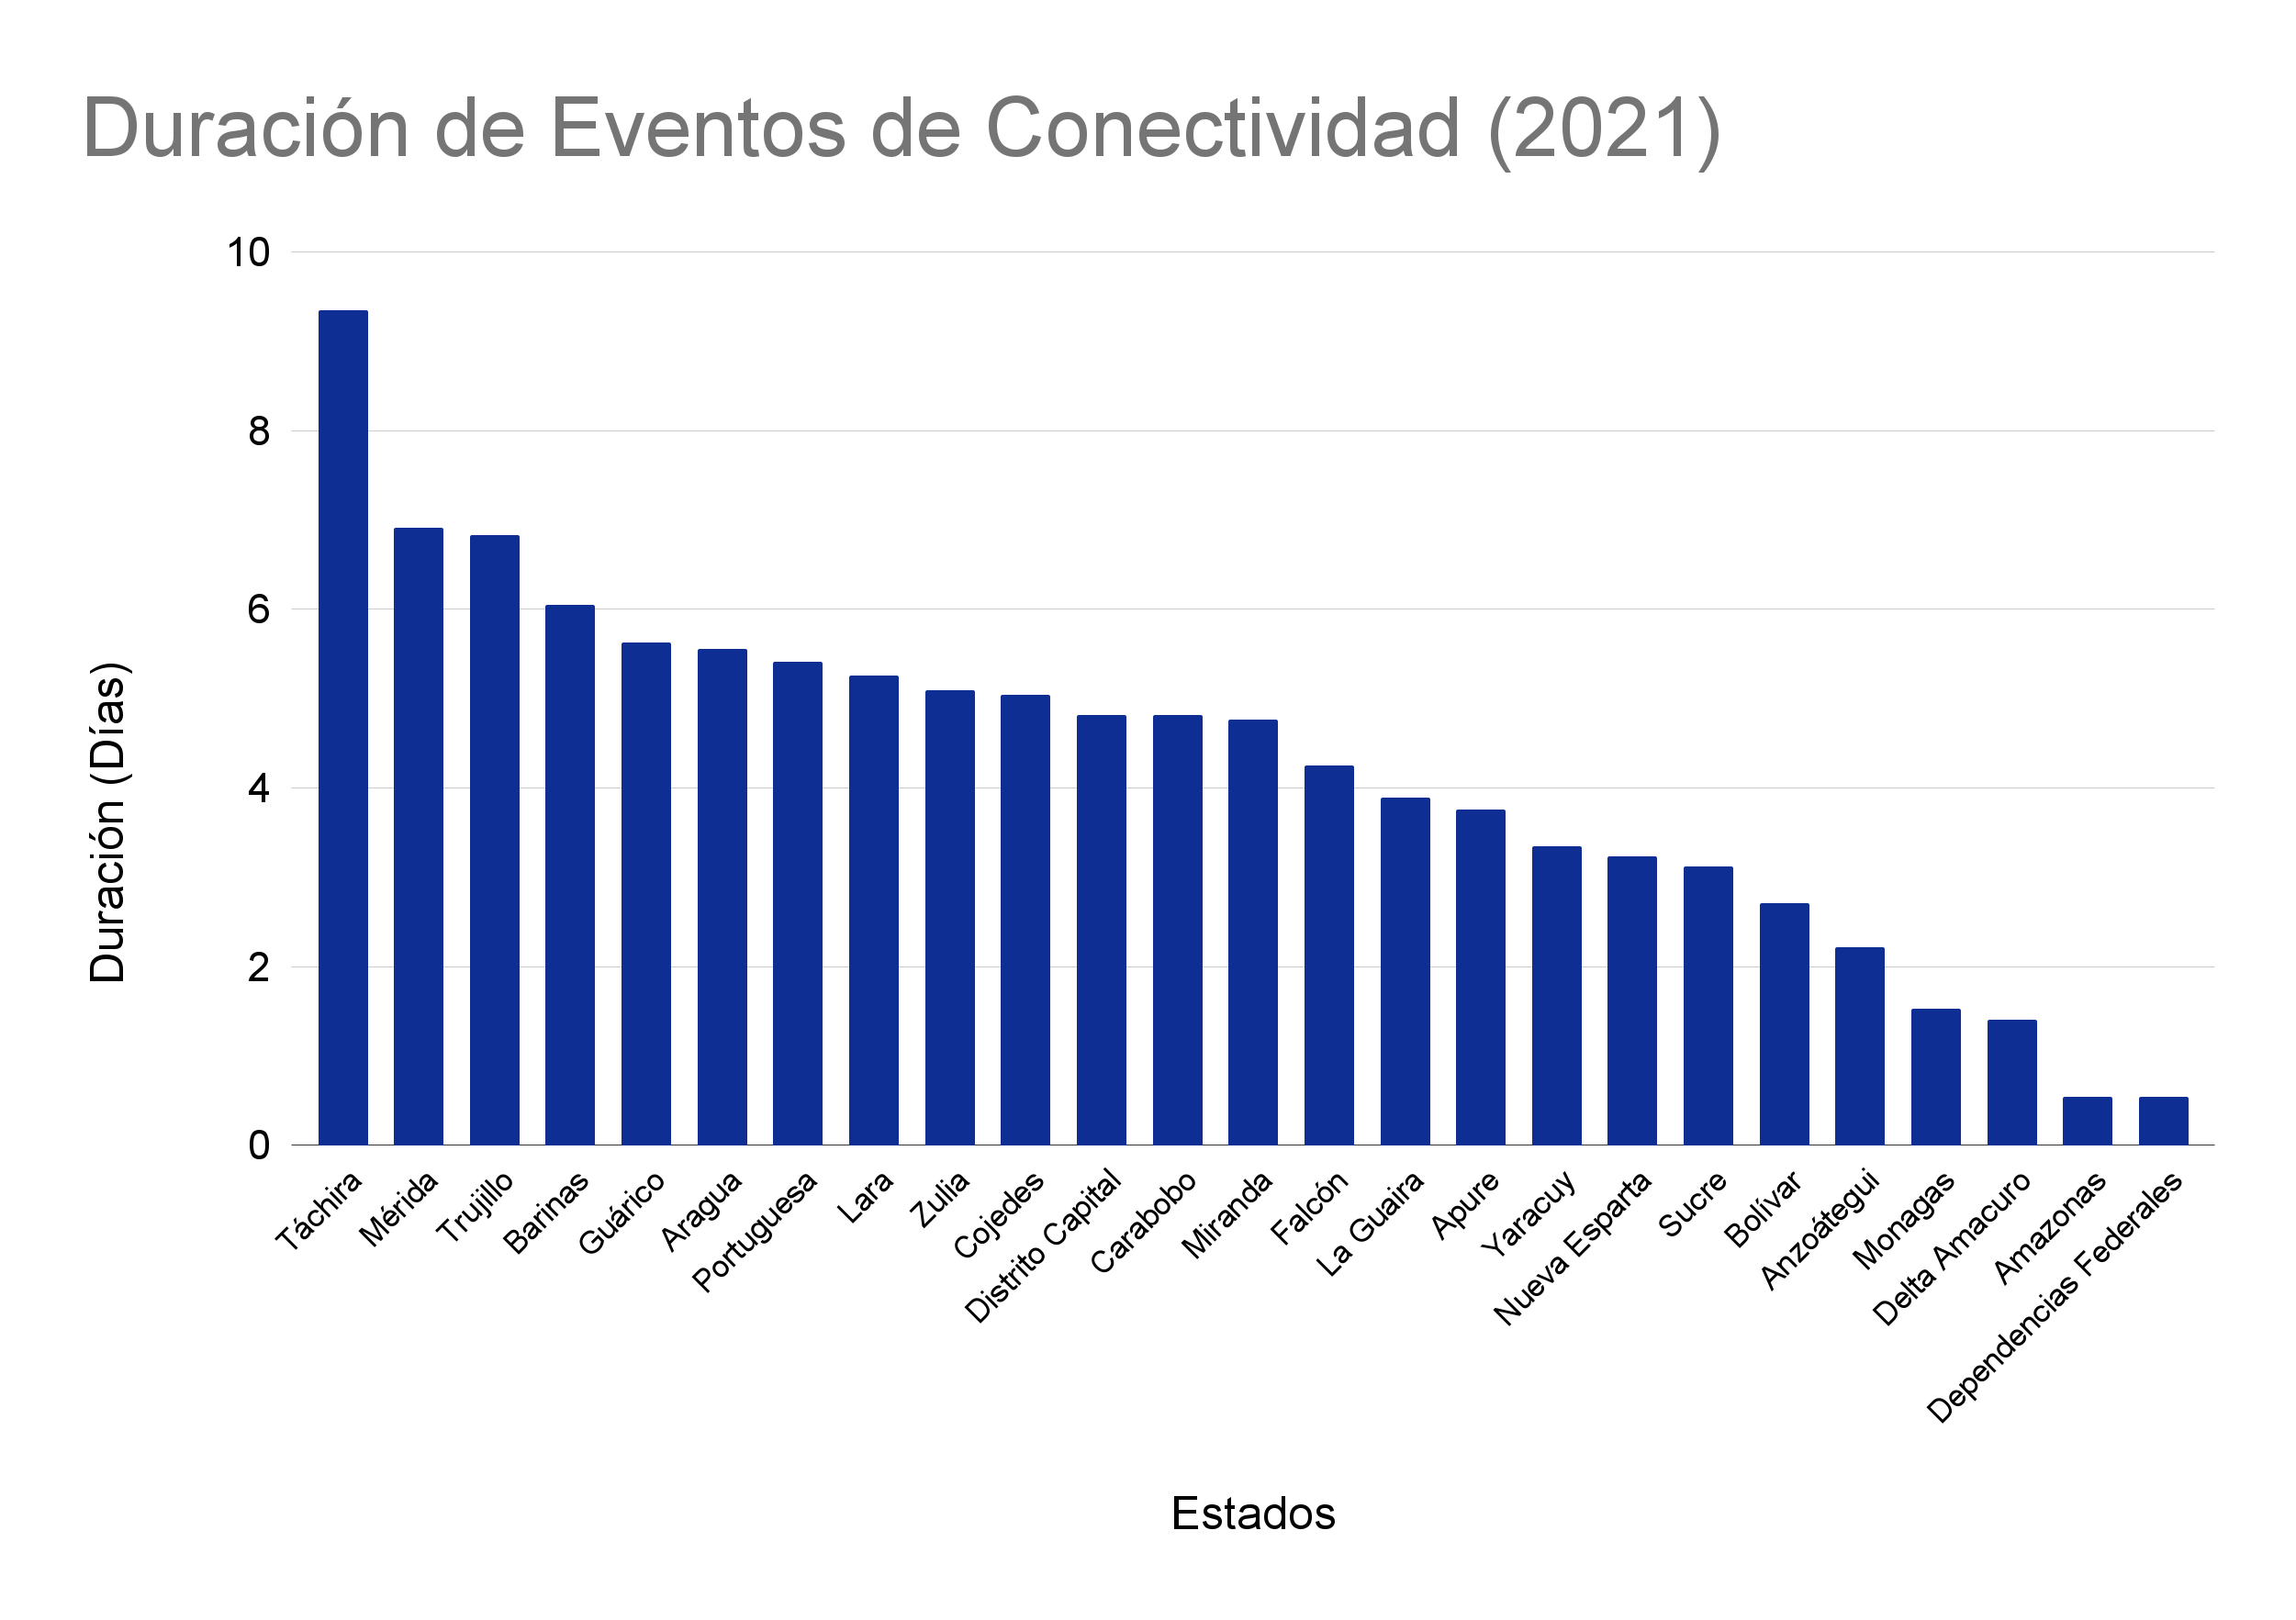 Duración de Eventos de Conectividad (2021)
Duración (Días)
10
8
6
4
2
0
Táchira
Mérida
Trujillo
Barinas
Guárico
Aragua
Portuguesa
Lara
Zulia
Cojedes
Distrito Capital
Carabobo
Miranda
Falcón
La Guaira
Apure
Yaracuy
Nueva Esparta
Sucre
Bolívar
Anzoátegui
Monagas
Delta Amacuro
Amazonas
Dependencias Federales
Estados